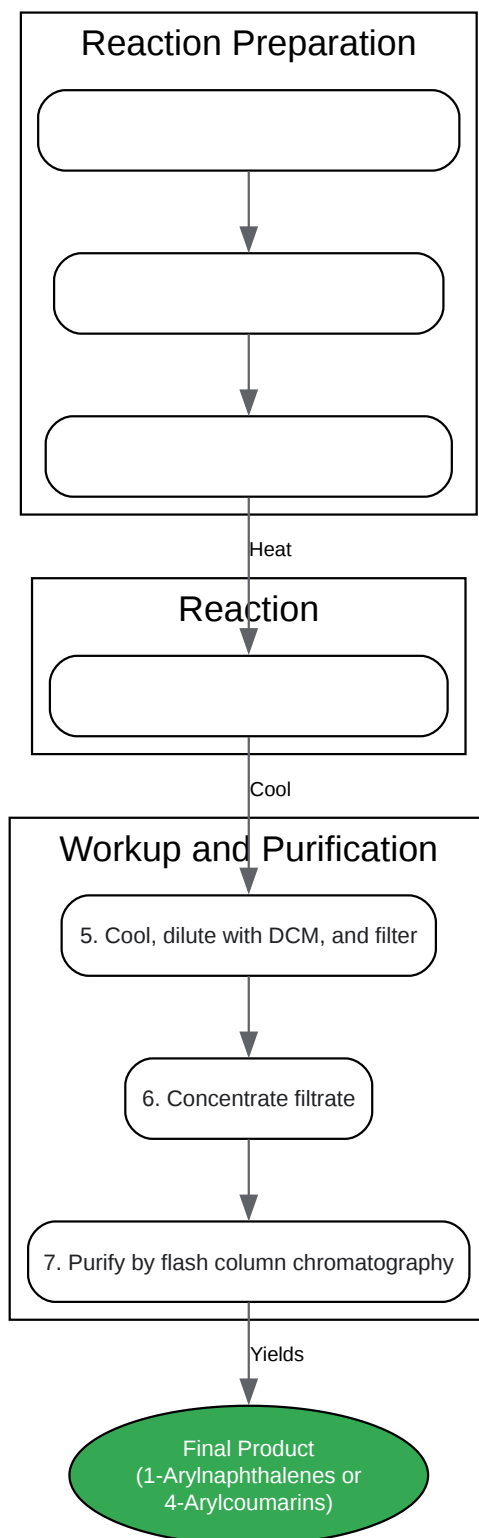 Reaction Preparation
Heat
Reaction
Cool
Workup and Purification
5. Cool, dilute with DCM, and filter
6. Concentrate filtrate
7. Purify by flash column chromatography
Yields
Final Product
(1-Arylnaphthalenes or
4-Arylcoumarins)